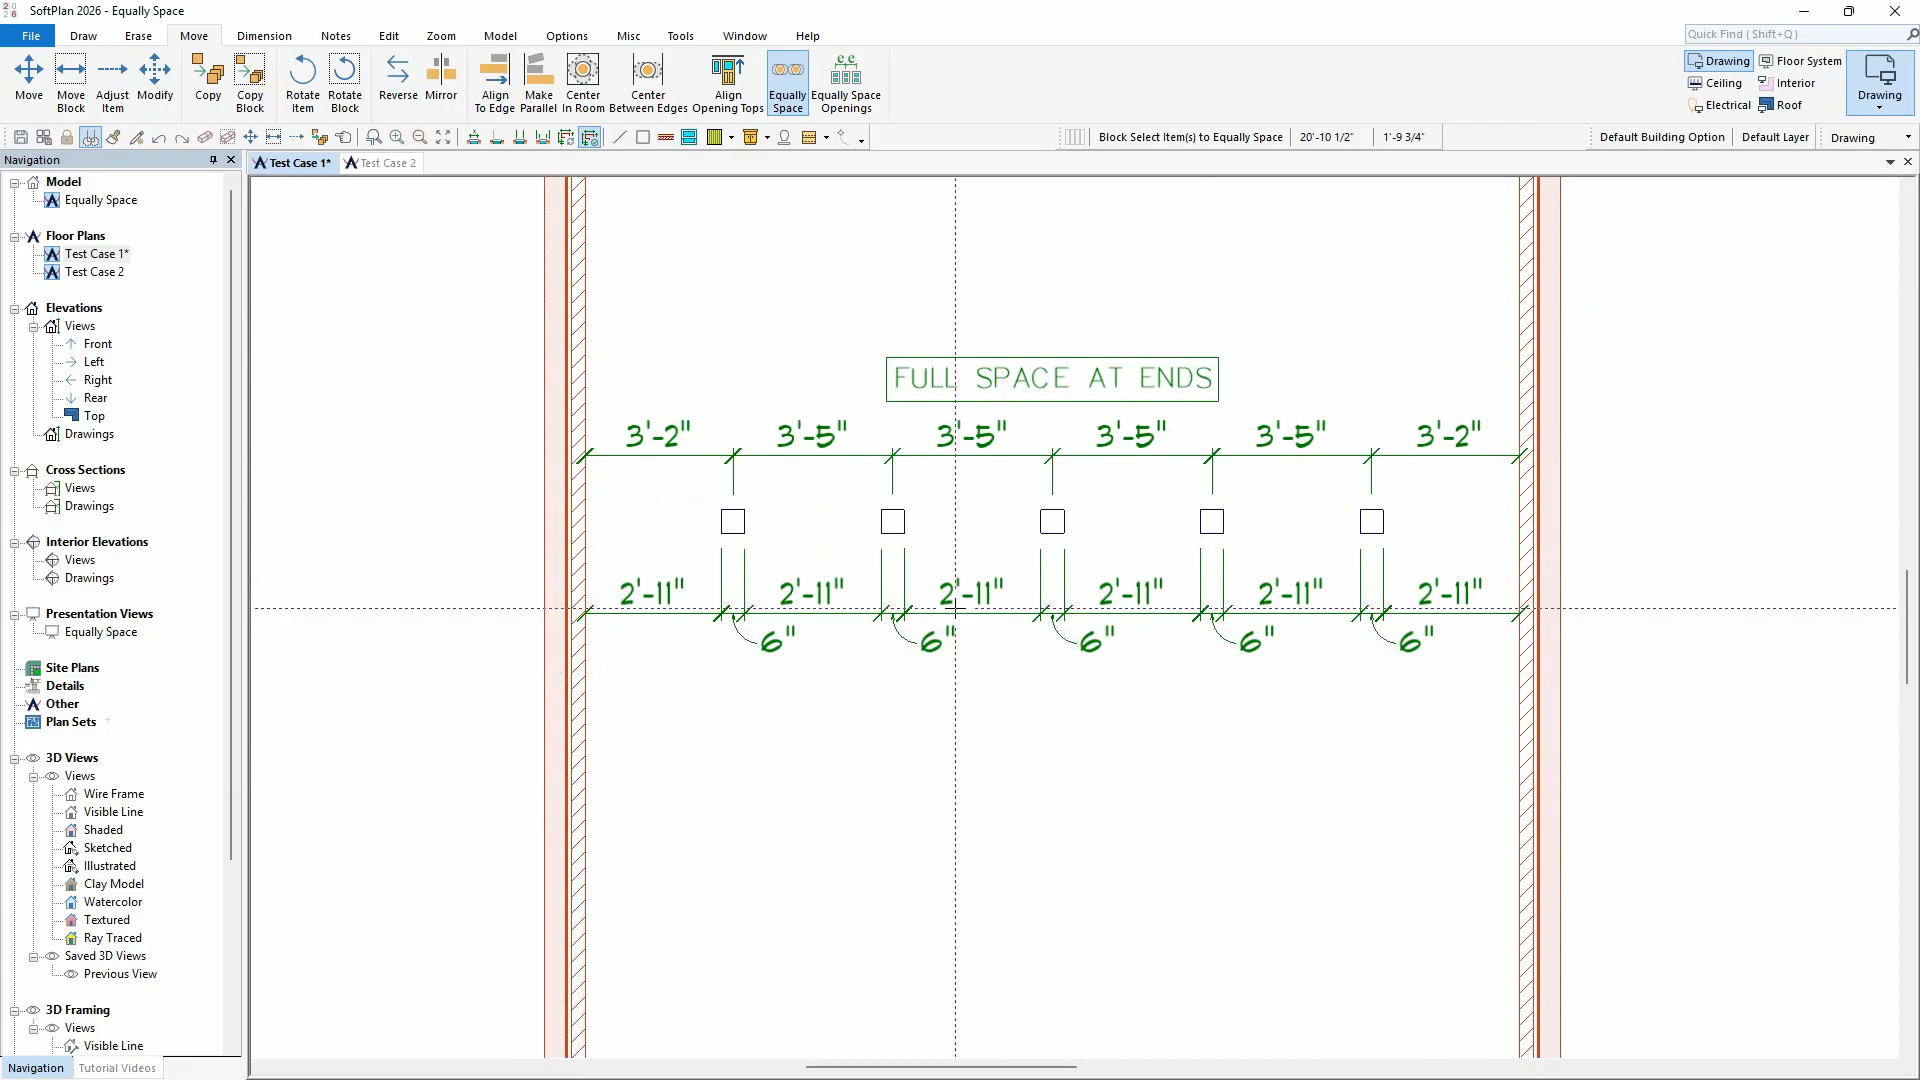 SoftPlan 2026 - Equally Space
File Draw Erase Move Dimension Notes Edit Zoom Model Options Misc Tools Window Help
Quick Find ( Shift+Q )
Move
Move Block
Adjust Item
Modify
Copy
Copy Block
Rotate Item
Rotate Block
Reverse
Mirror
Align To Edge
Make Parallel
Center In Room
Center Between Edges
Align Opening Tops
Equally Space
Equally Space Openings
Drawing
Floor System
Ceiling
Interior
Electrical
Roof
Drawing
Block Select Item(s) to Equally Space
20'-10 1/2"
1'-9 3/4"
Default Building Option
Default Layer
Drawing
Navigation
Test Case 1*
Test Case 2
Model
Equally Space
Floor Plans
Test Case 1*
Test Case 2
Elevations
Views
Front
Left
Right
Rear
Top
Drawings
Cross Sections
Views
Drawings
Interior Elevations
Views
Drawings
Presentation Views
Equally Space
Site Plans
Details
Other
Plan Sets
3D Views
Views
Wire Frame
Visible Line
Shaded
Sketched
Illustrated
Clay Model
Watercolor
Textured
Ray Traced
Saved 3D Views
Previous View
3D Framing
Views
Visible Line
Navigation
Tutorial Videos
FULL SPACE AT ENDS
3'-2" 3'-5" 3'-5" 3'-5" 3'-5" 3'-2"
2'-11" 2'-11" 2'-11" 2'-11" 2'-11" 2'-11"
6" 6" 6" 6" 6"